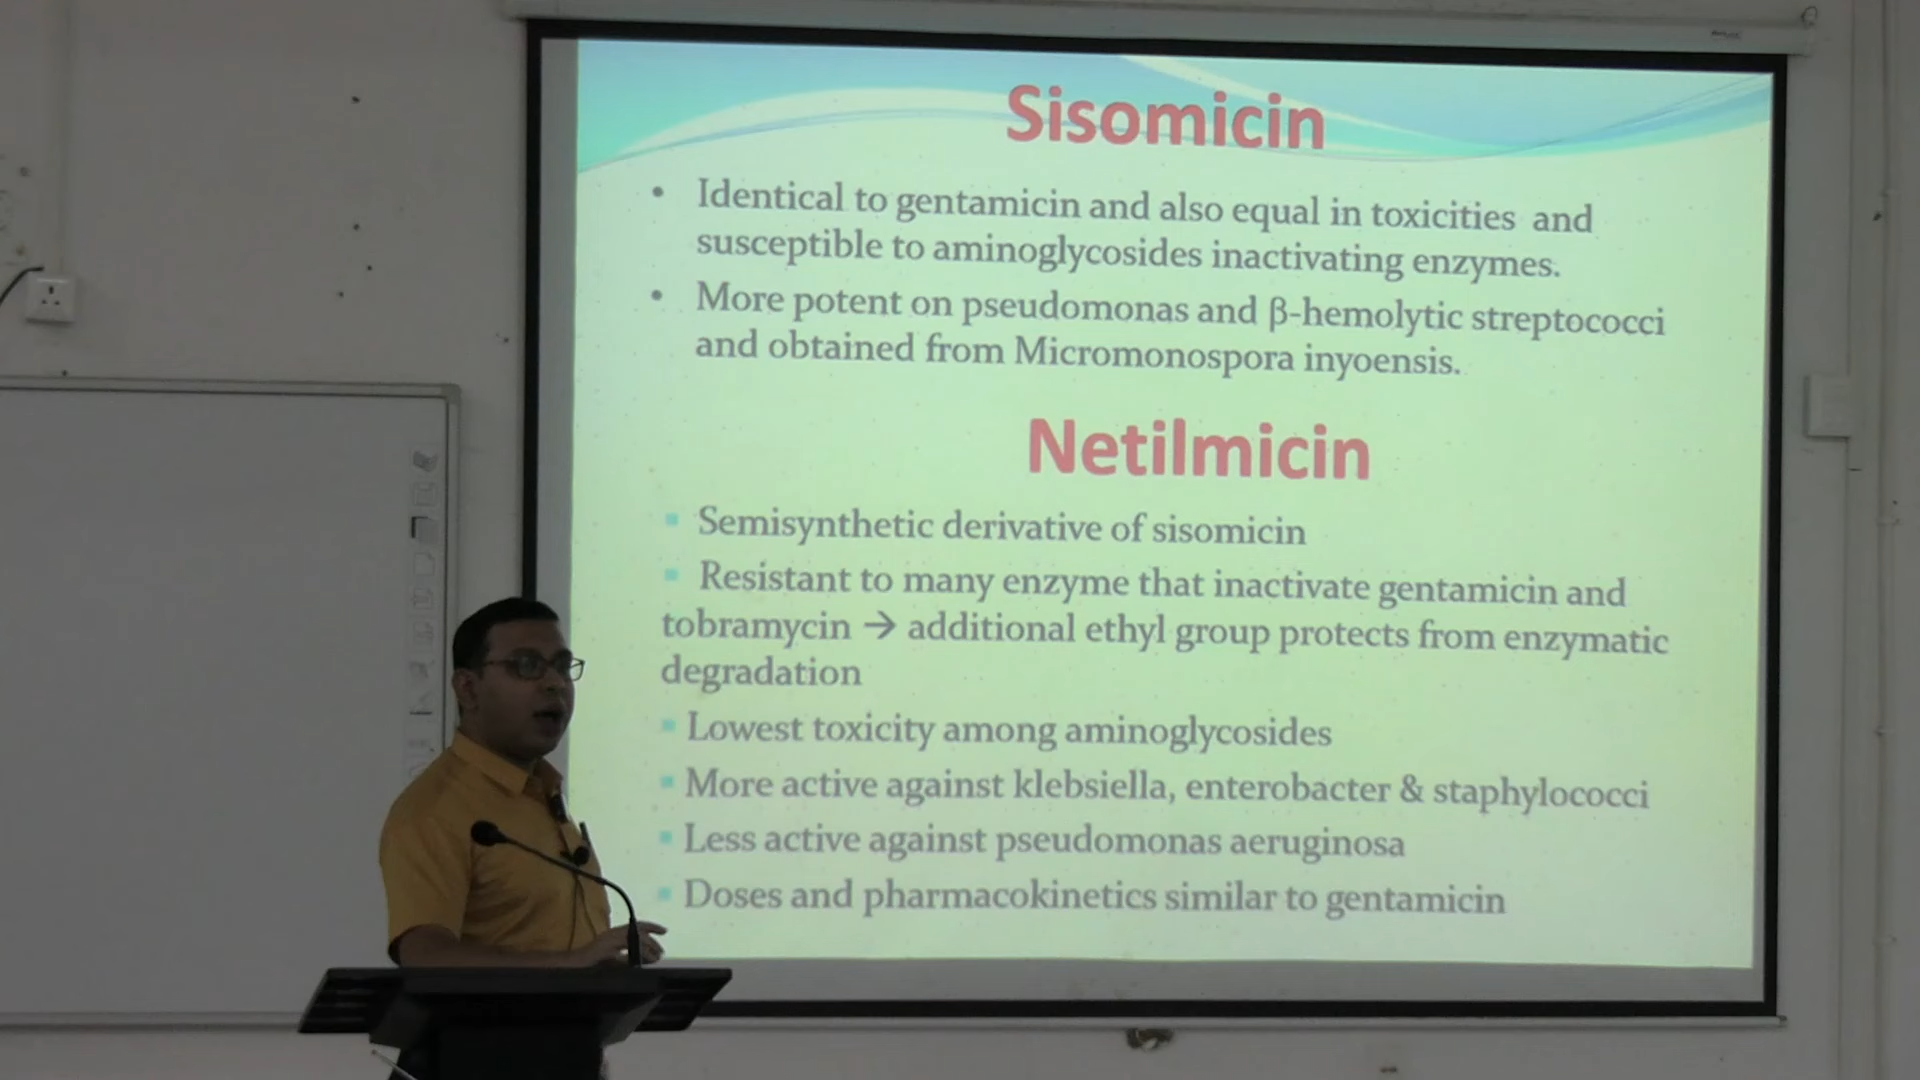 Sisomicin
• Identical to gentamicin and also equal in toxicities and
susceptible to aminoglycosides inactivating enzymes.
• More potent on pseudomonas and β-hemolytic streptococci
and obtained from Micromonospora inyoensis.
Netilmicin
▪ Semisynthetic derivative of sisomicin
▪ Resistant to many enzyme that inactivate gentamicin and
tobramycin → additional ethyl group protects from enzymatic
degradation
▪ Lowest toxicity among aminoglycosides
▪ More active against klebsiella, enterobacter & staphylococci
▪ Less active against pseudomonas aeruginosa
▪ Doses and pharmacokinetics similar to gentamicin